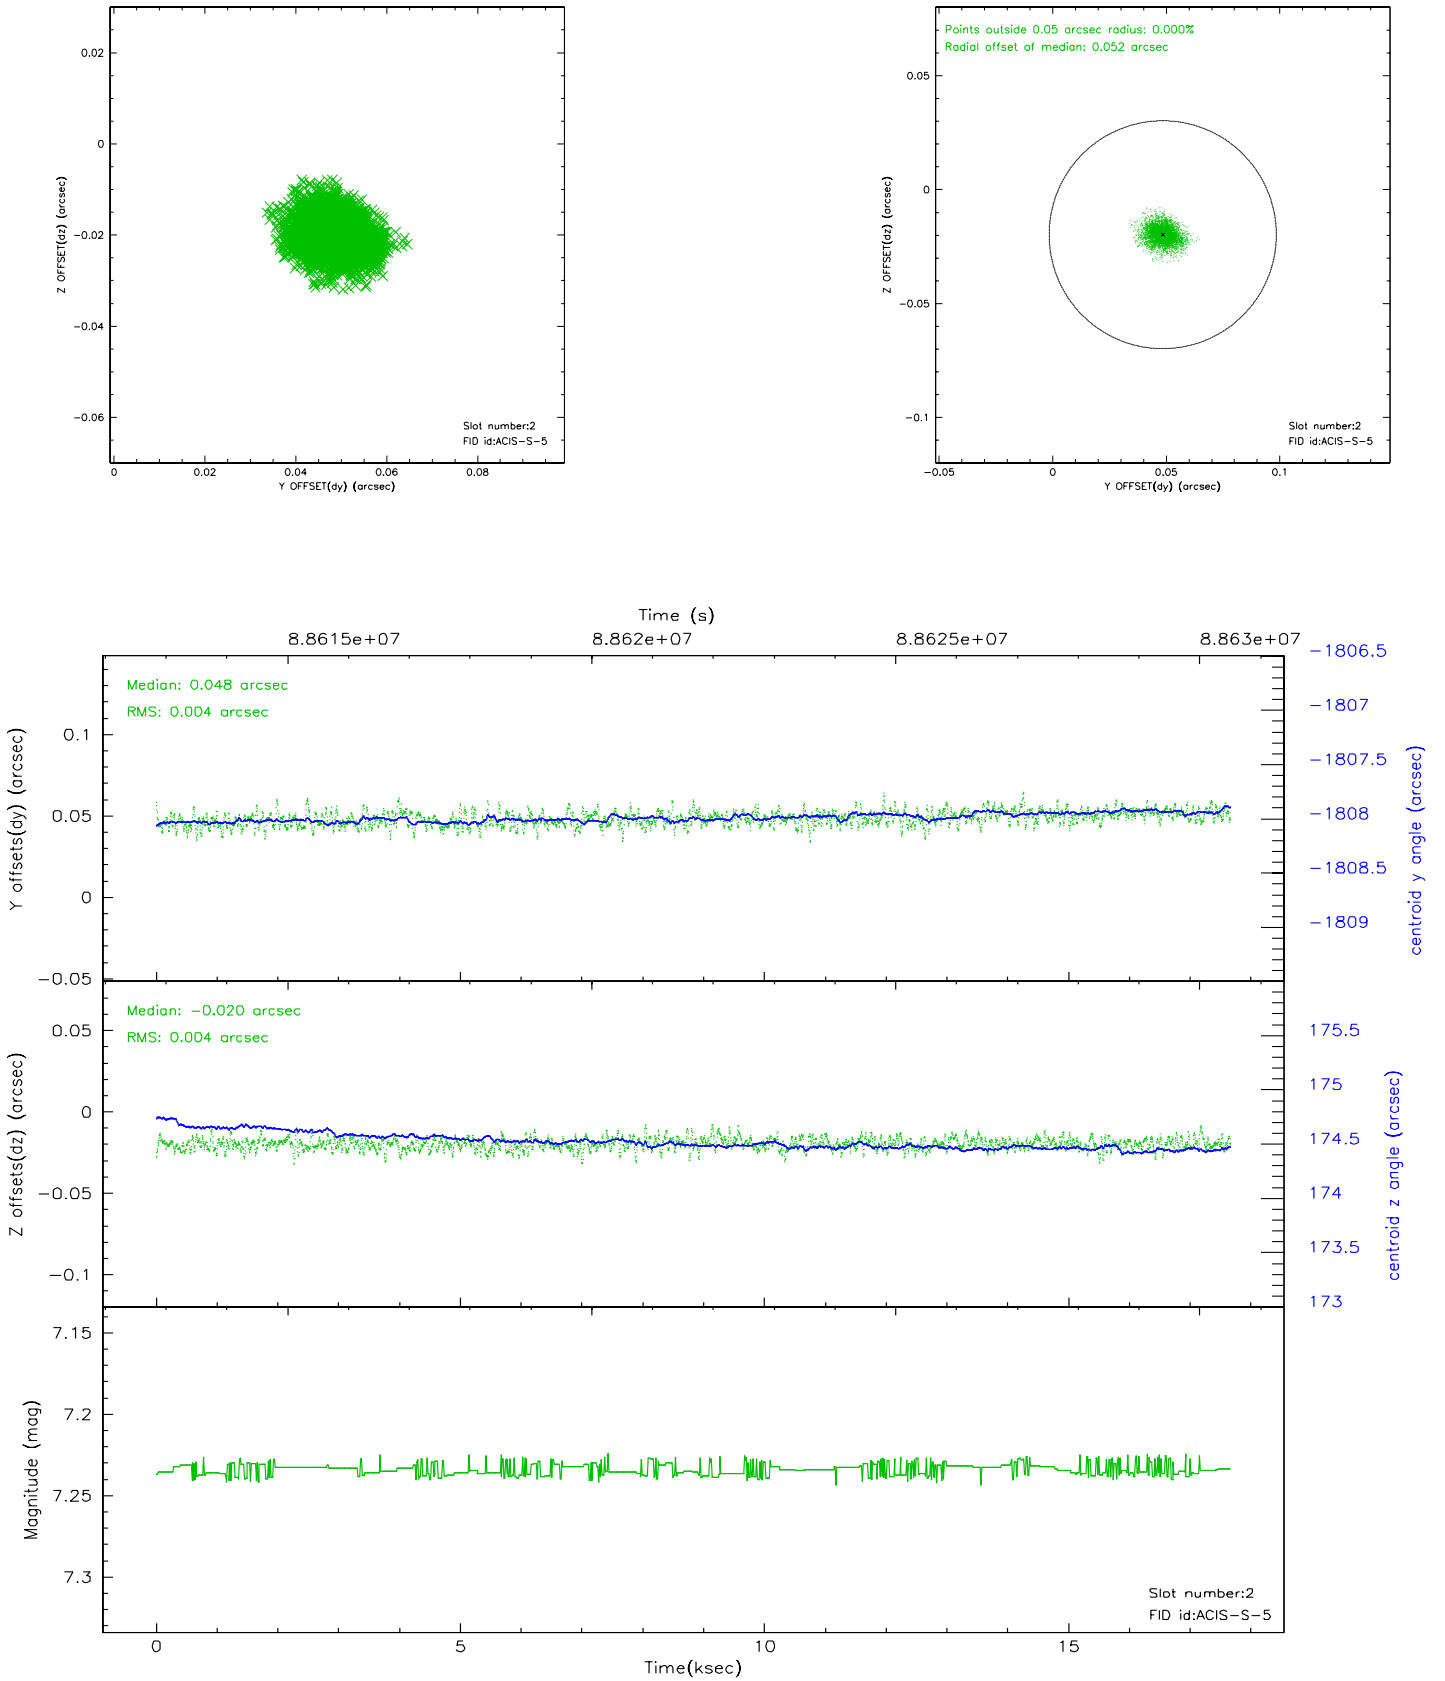 0.02
0
-0.02
-0.04
-0.06
Z OFFSET(dz) (arcsec)
Slot number:2
FID id:ACIS-S-5
0 0.02 0.04 0.06 0.08
Y OFFSET(dy) (arcsec)
Points outside 0.05 arcsec radius: 0.000%
Radial offset of median: 0.052 arcsec
0.05
0
-0.05
-0.1
Z OFFSET(dz) (arcsec)
Slot number:2
FID id:ACIS-S-5
-0.05 0 0.05 0.1
Y OFFSET(dy) (arcsec)
Time (s)
8.8615e+07 8.862e+07 8.8625e+07 8.863e+07
Median: 0.048 arcsec
RMS: 0.004 arcsec
0.1
0.05
0
-0.05
Y offsets(dy) (arcsec)
-1806.5
-1807
-1807.5
-1808
-1808.5
-1809
centroid y angle (arcsec)
Median: -0.020 arcsec
RMS: 0.004 arcsec
0.05
0
-0.05
-0.1
Z offsets(dz) (arcsec)
175.5
175
174.5
174
173.5
173
centroid z angle (arcsec)
7.15
7.2
7.25
7.3
Magnitude (mag)
Slot number:2
FID id:ACIS-S-5
0 5 10 15
Time(ksec)